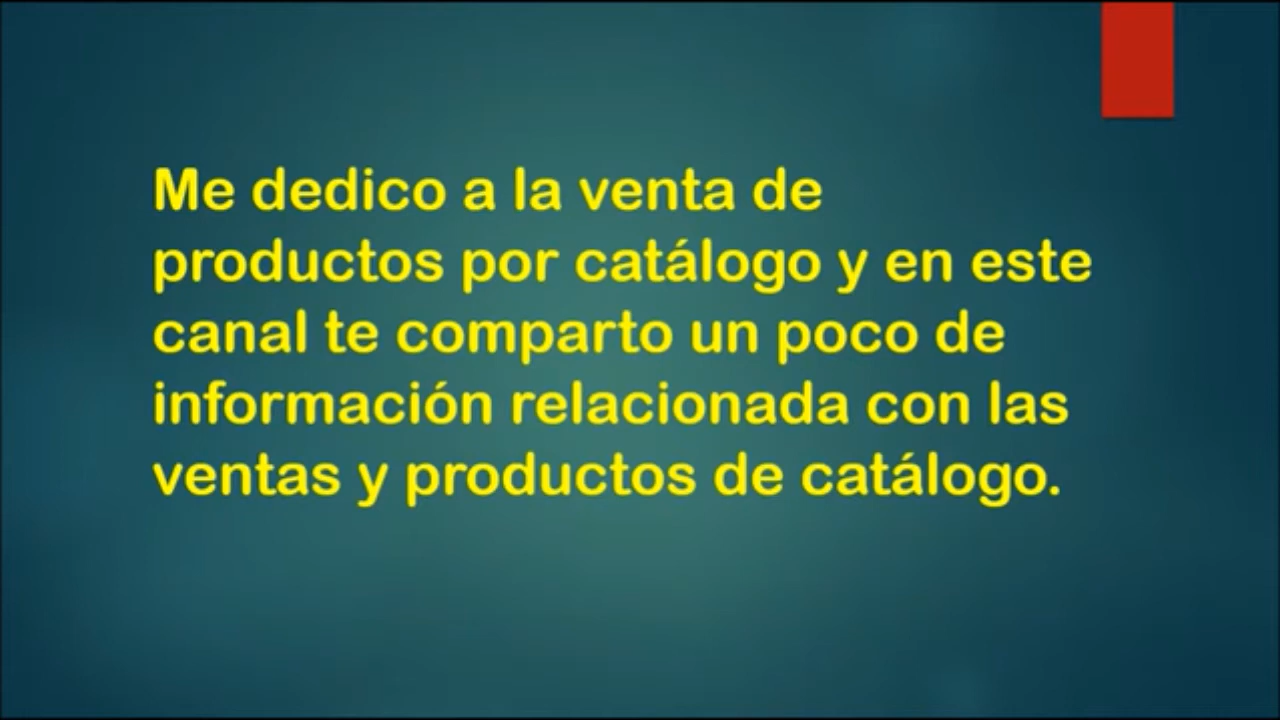 Me dedico a la venta de
productos por catálogo y en este
canal te comparto un poco de
información relacionada con las
ventas y productos de catálogo.